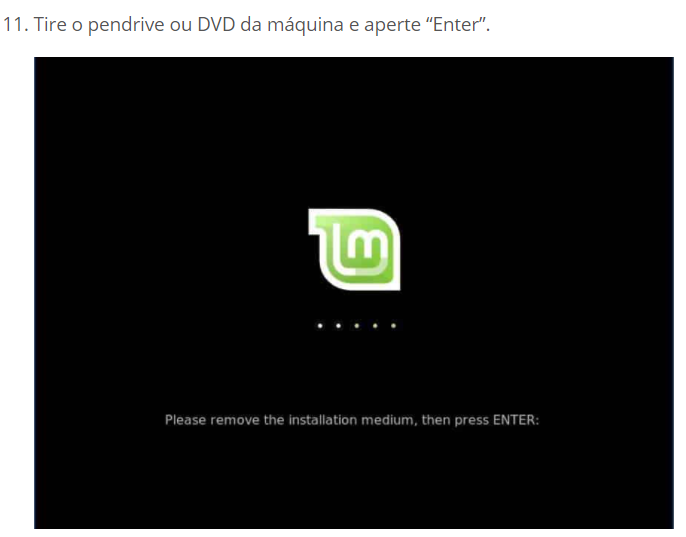 11. Tire o pendrive ou DVD da máquina e aperte “Enter”.
Please remove the installation medium, then press ENTER: